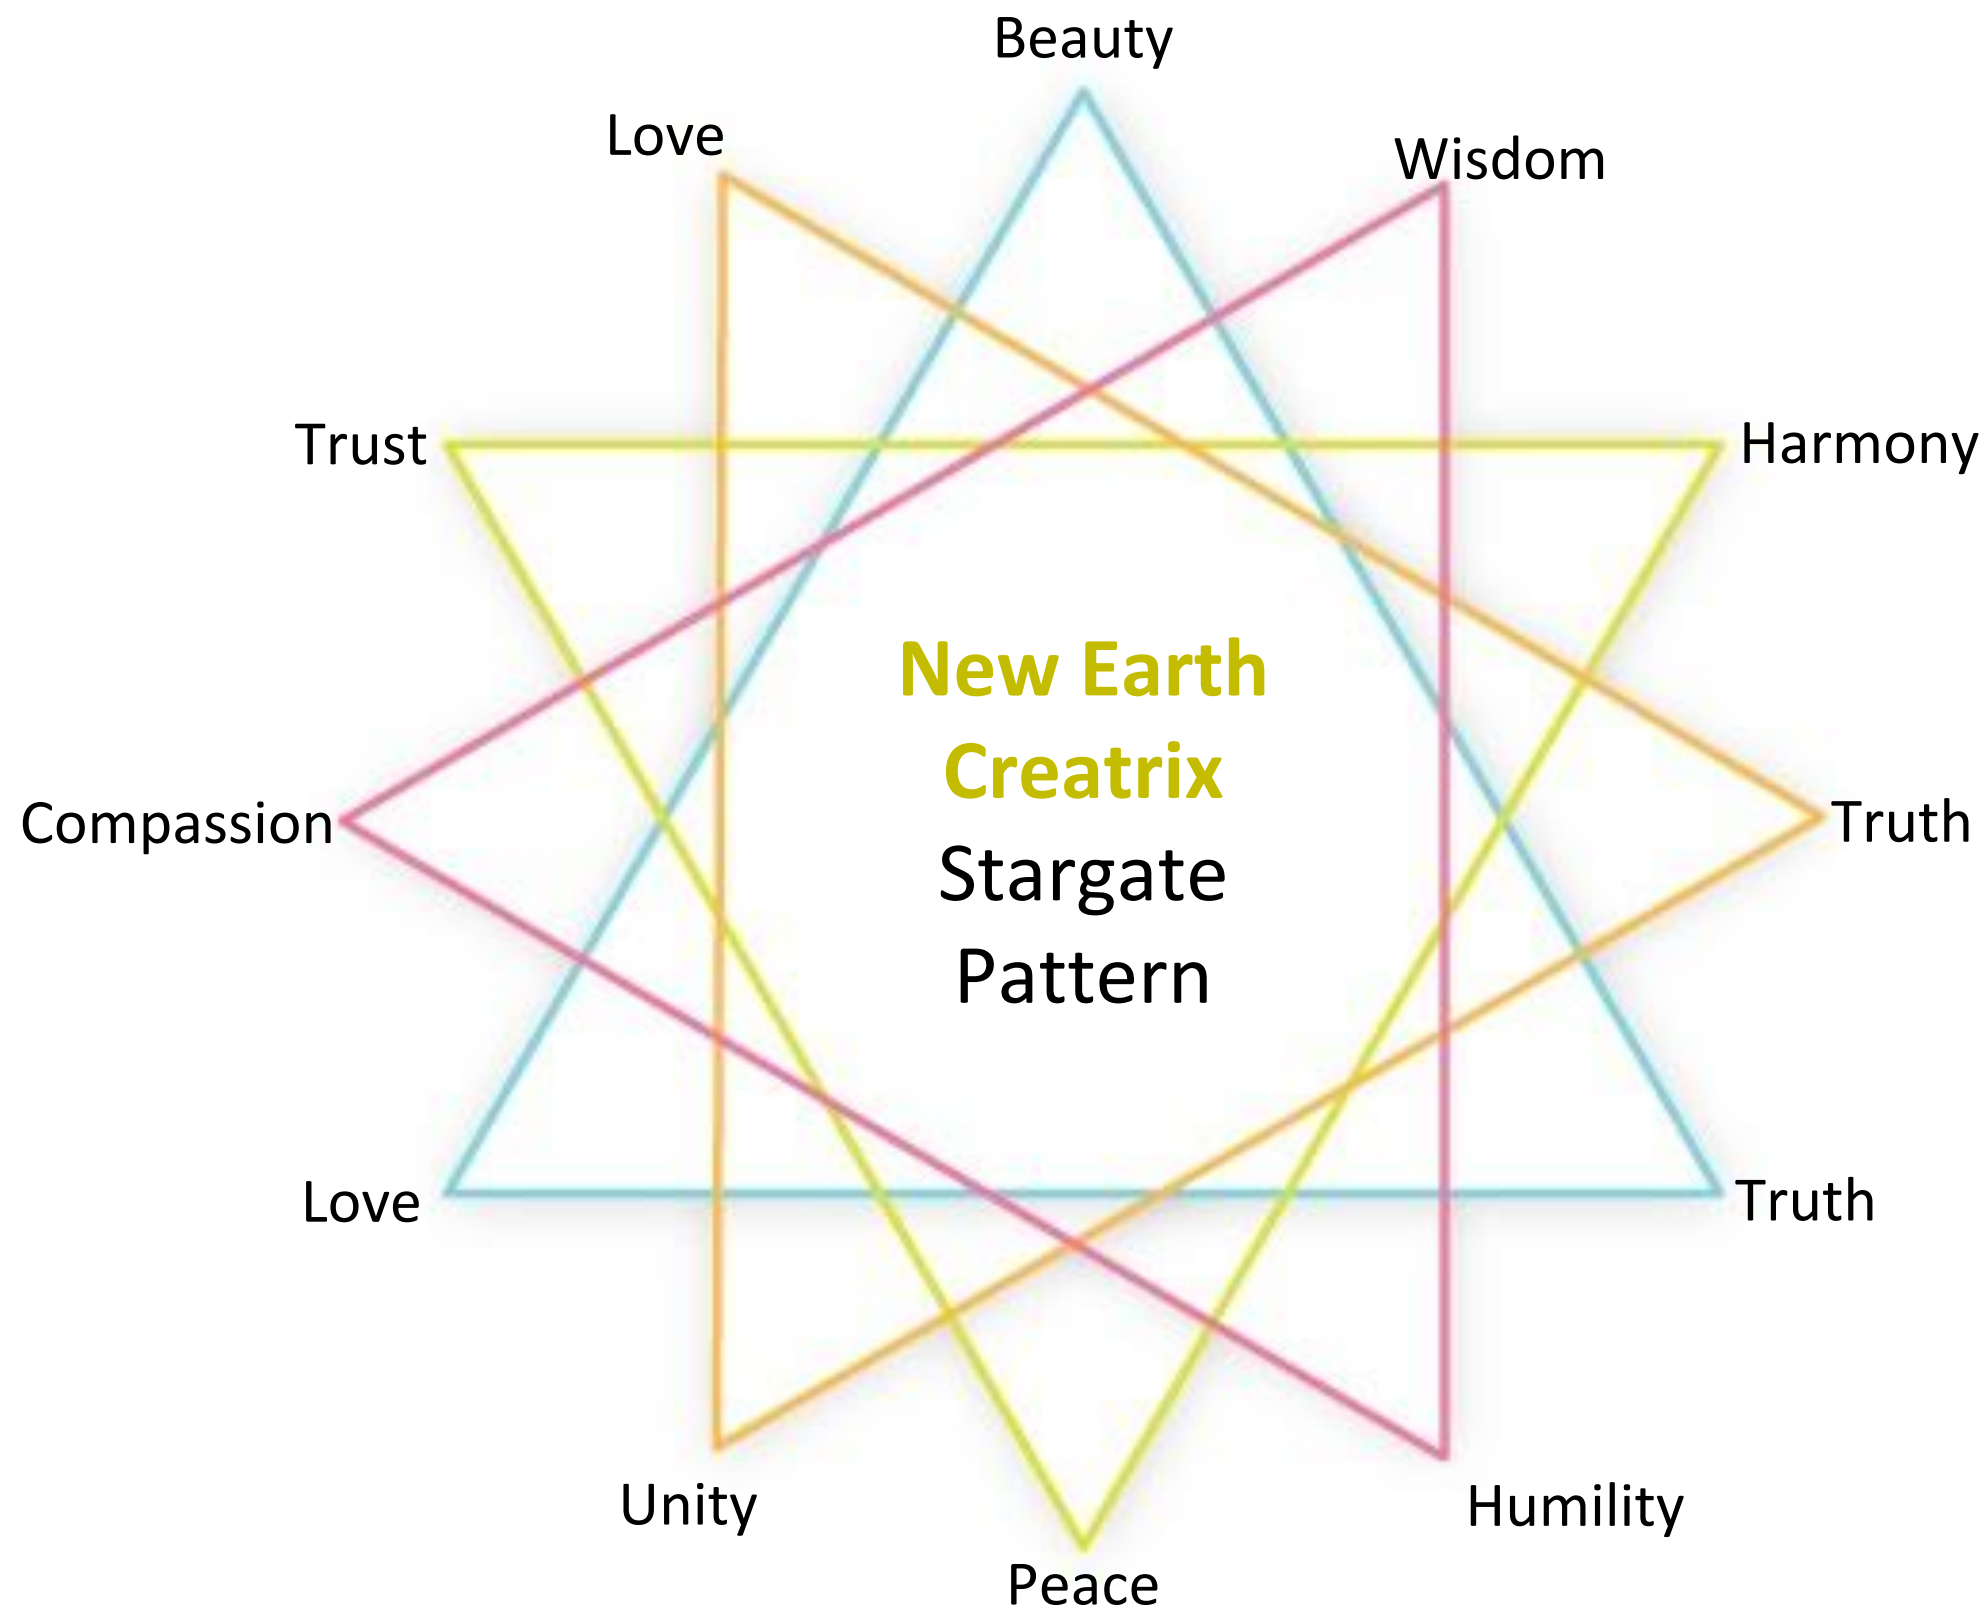 Beauty
Love
Wisdom
Trust
Harmony
New Earth
Creatrix
Stargate
Pattern
Compassion
Truth
Love
Truth
Unity
Humility
Peace